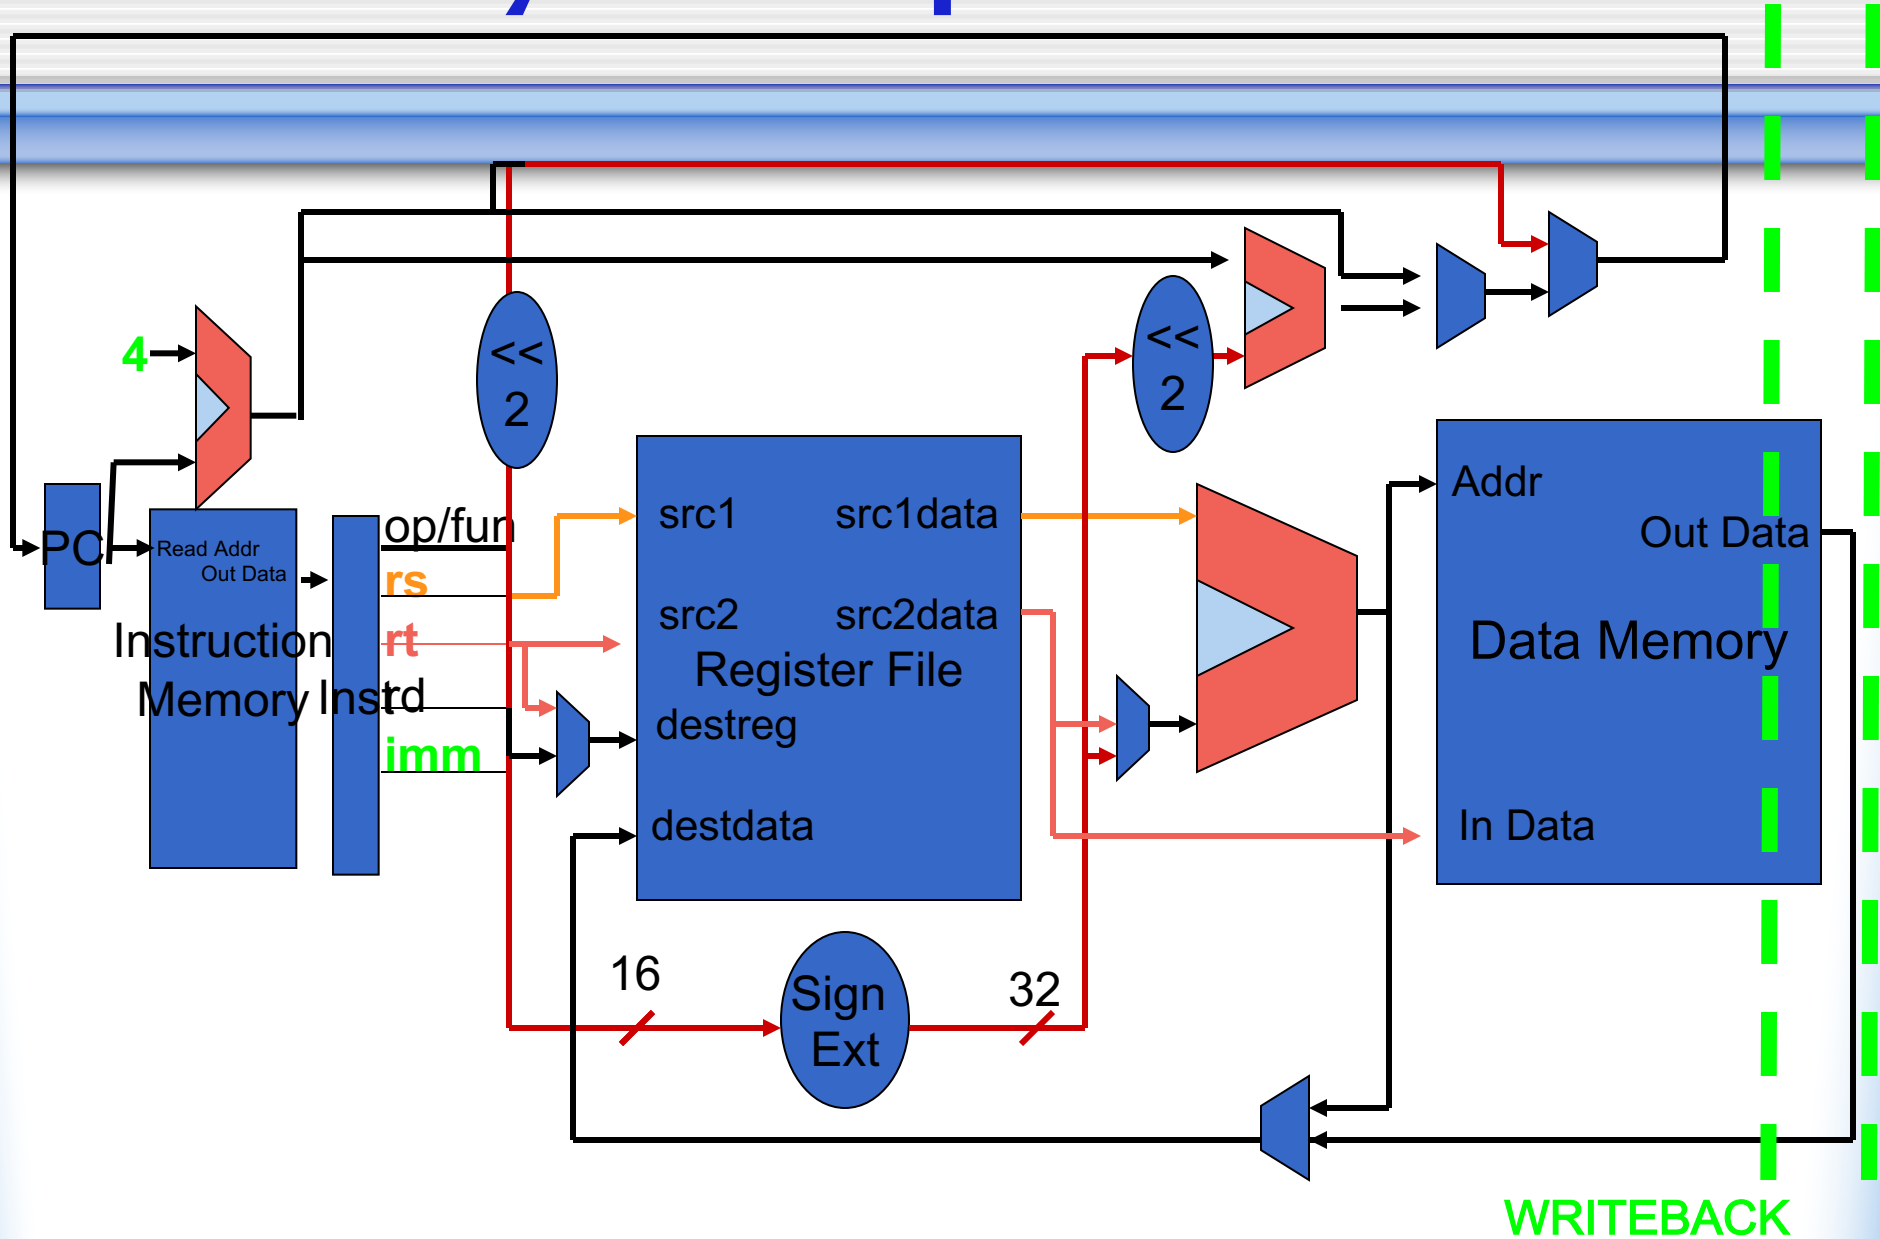 <<
2
<<
2
4
PC
Read Addr
Out Data
Instruction
Memory
Inst
op/fun
rs
rt
rd
imm
src1
src1data
src2
src2data
Register File
destreg
destdata
Addr
Out Data
Data Memory
In Data
16
Sign
Ext
32
WRITEBACK